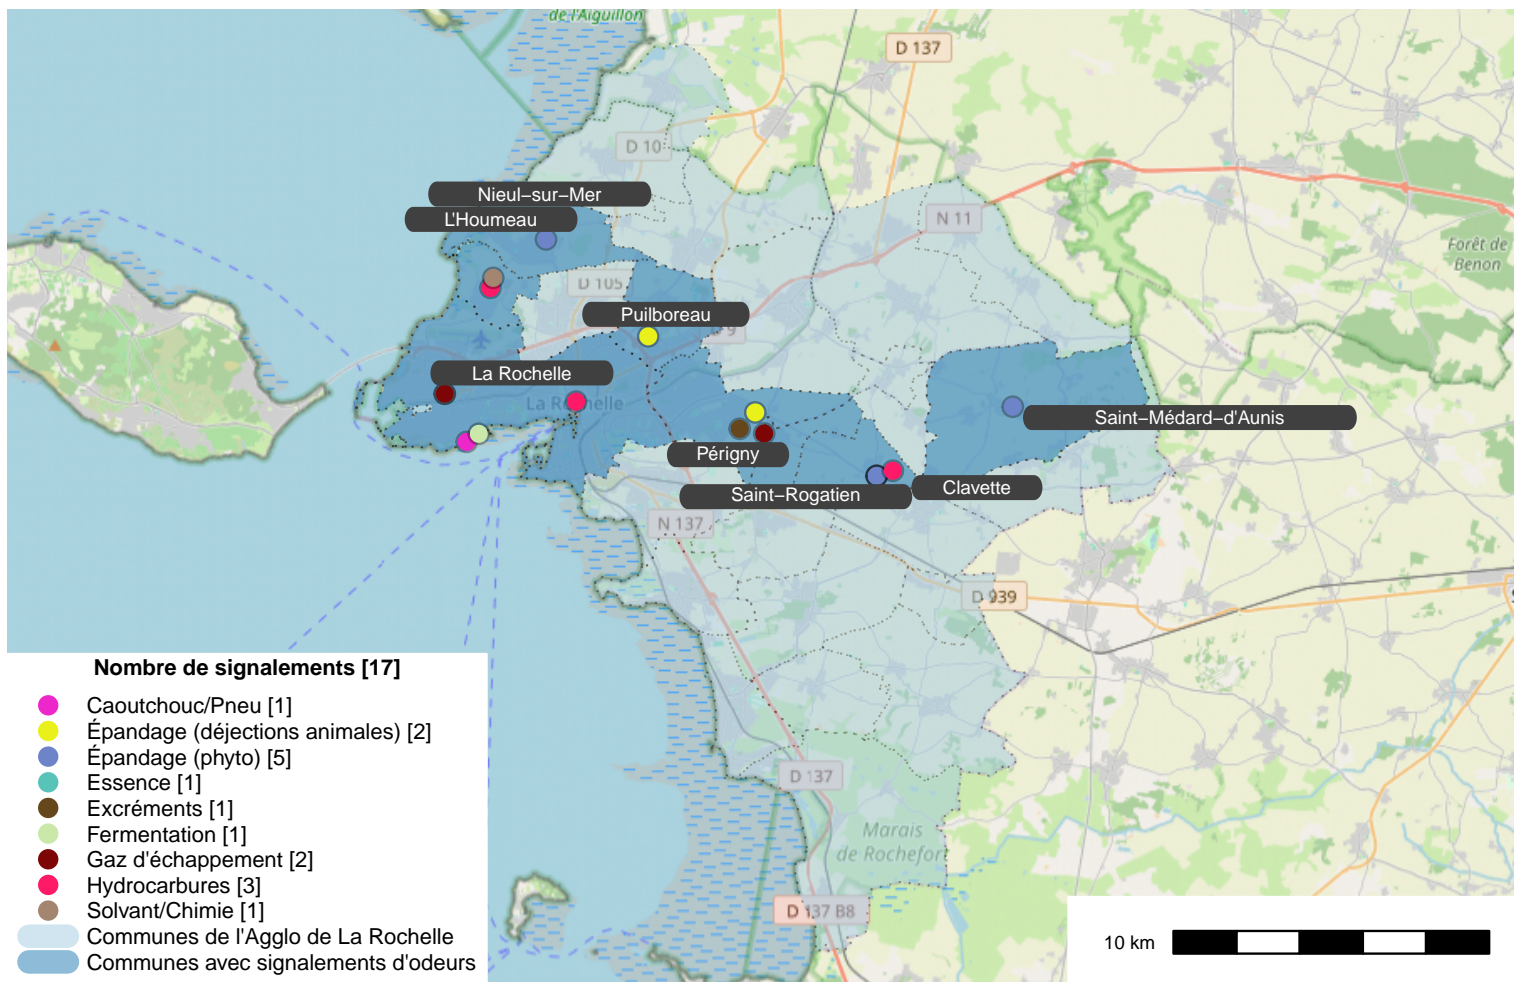 de l'Aiguillon
D 137
D 10
Nieul-sur-Mer
L'Houmeau
N 11
Forêt de
Benon
D 105
Puilboreau
La Rochelle
La Rochelle
Saint-Médard-d'Aunis
Périgny
Saint-Rogatien
Clavette
N 137
D 939
D 137
Marais
de Rochefort
D 137 B8
Nombre de signalements [17]
Caoutchouc/Pneu [1]
Épandage (déjections animales) [2]
Épandage (phyto) [5]
Essence [1]
Excréments [1]
Fermentation [1]
Gaz d'échappement [2]
Hydrocarbures [3]
Solvant/Chimie [1]
Communes de l'Agglo de La Rochelle
Communes avec signalements d'odeurs
10 km